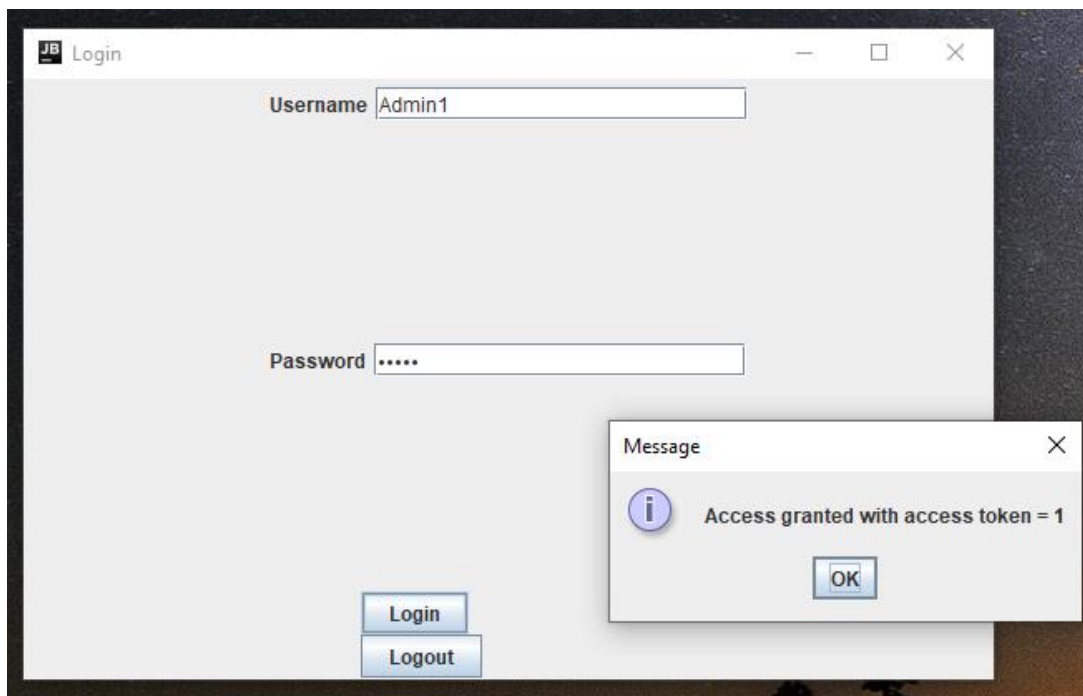 JB Login
Username Admin1
Password •••••
Message
i Access granted with access token = 1
OK
Login
Logout